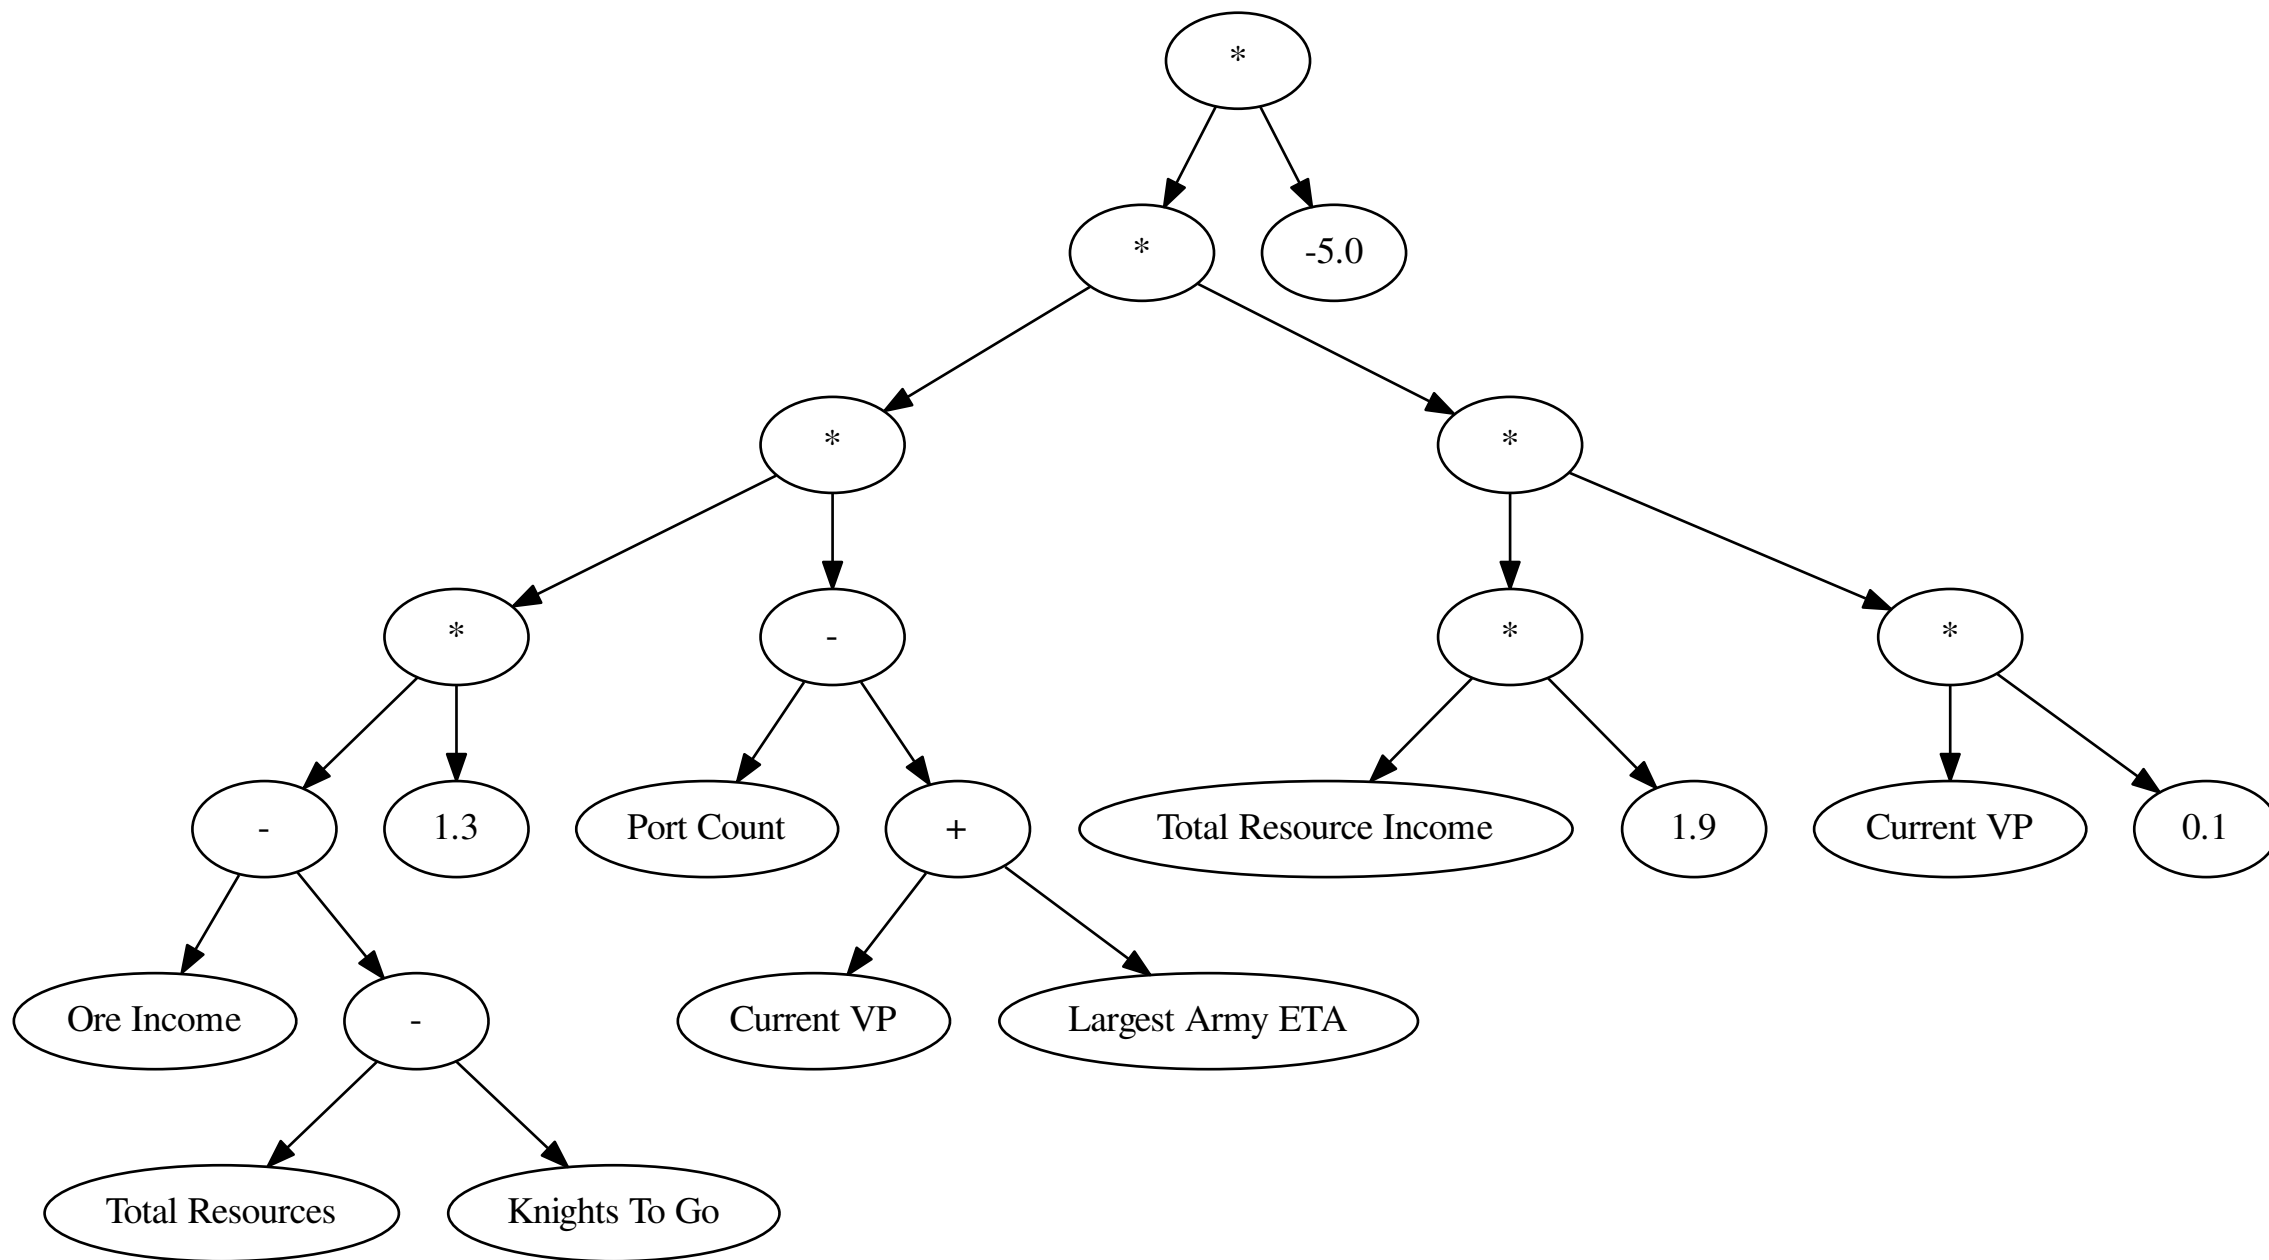 *
*
-5.0
*
*
*
-
*
*
-
1.3
Port Count
+
Total Resource Income
1.9
Current VP
0.1
Ore Income
-
Current VP
Largest Army ETA
Total Resources
Knights To Go